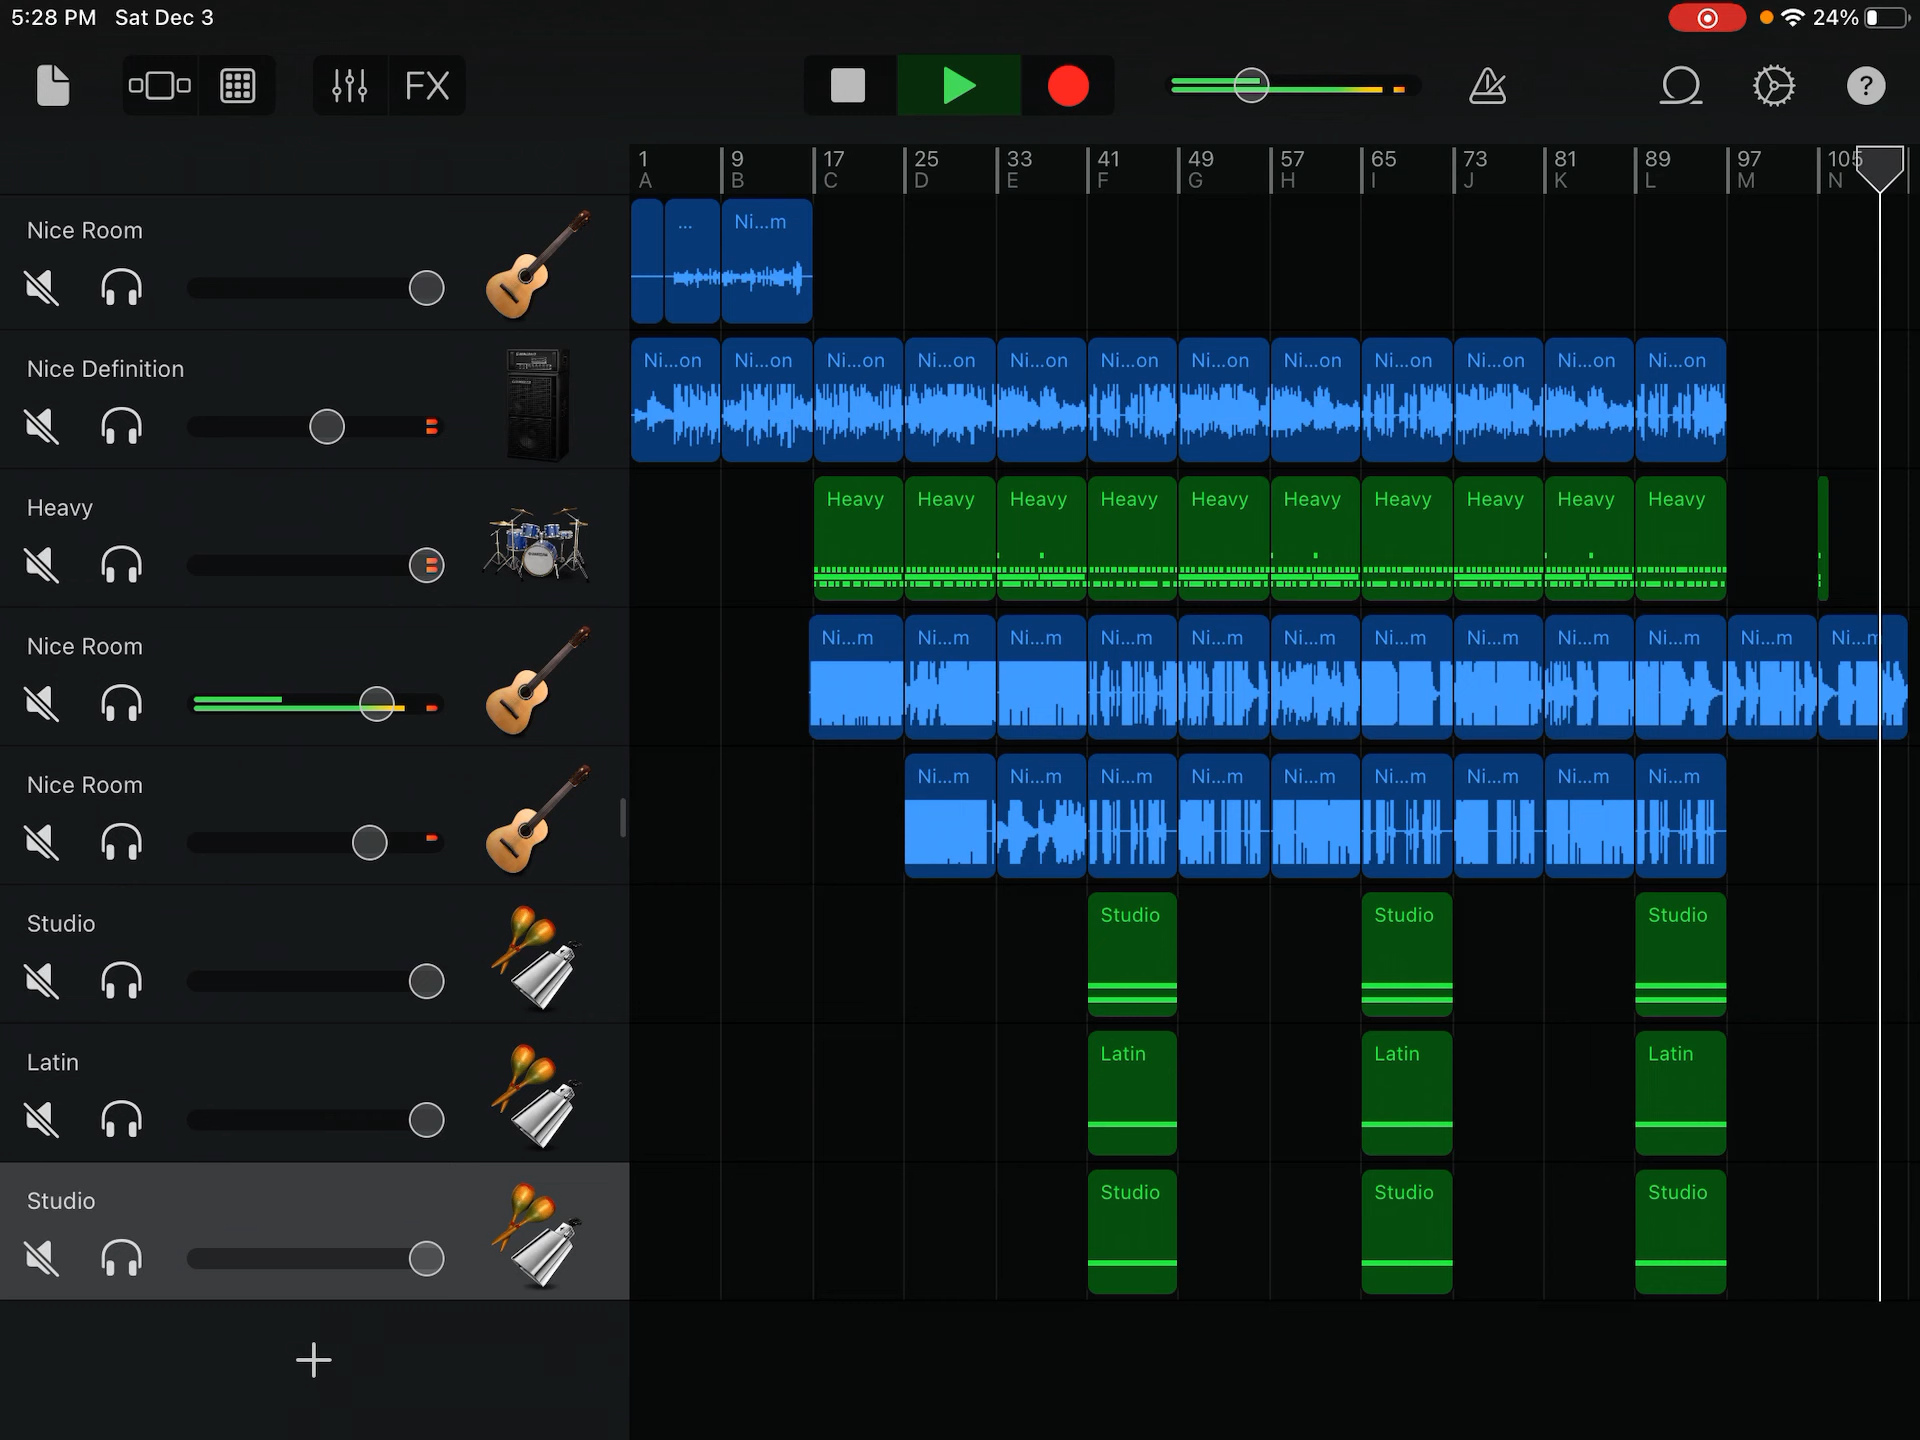 5:28 PM Sat Dec 3
24%
FX
?
1 9 17 25 33 41 49 57 65 73 81 89 97 105
A B C D E F G H I J K L M N
Nice Room
... Ni...m
Nice Definition
Ni...on Ni...on Ni...on Ni...on Ni...on Ni...on Ni...on Ni...on Ni...on Ni...on Ni...on Ni...on
Heavy
Heavy Heavy Heavy Heavy Heavy Heavy Heavy Heavy Heavy Heavy
Nice Room
Ni...m Ni...m Ni...m Ni...m Ni...m Ni...m Ni...m Ni...m Ni...m Ni...m Ni...m Ni...m
Nice Room
Ni...m Ni...m Ni...m Ni...m Ni...m Ni...m Ni...m Ni...m Ni...m
Studio
Studio Studio Studio
Latin
Latin Latin Latin
Studio
Studio Studio Studio